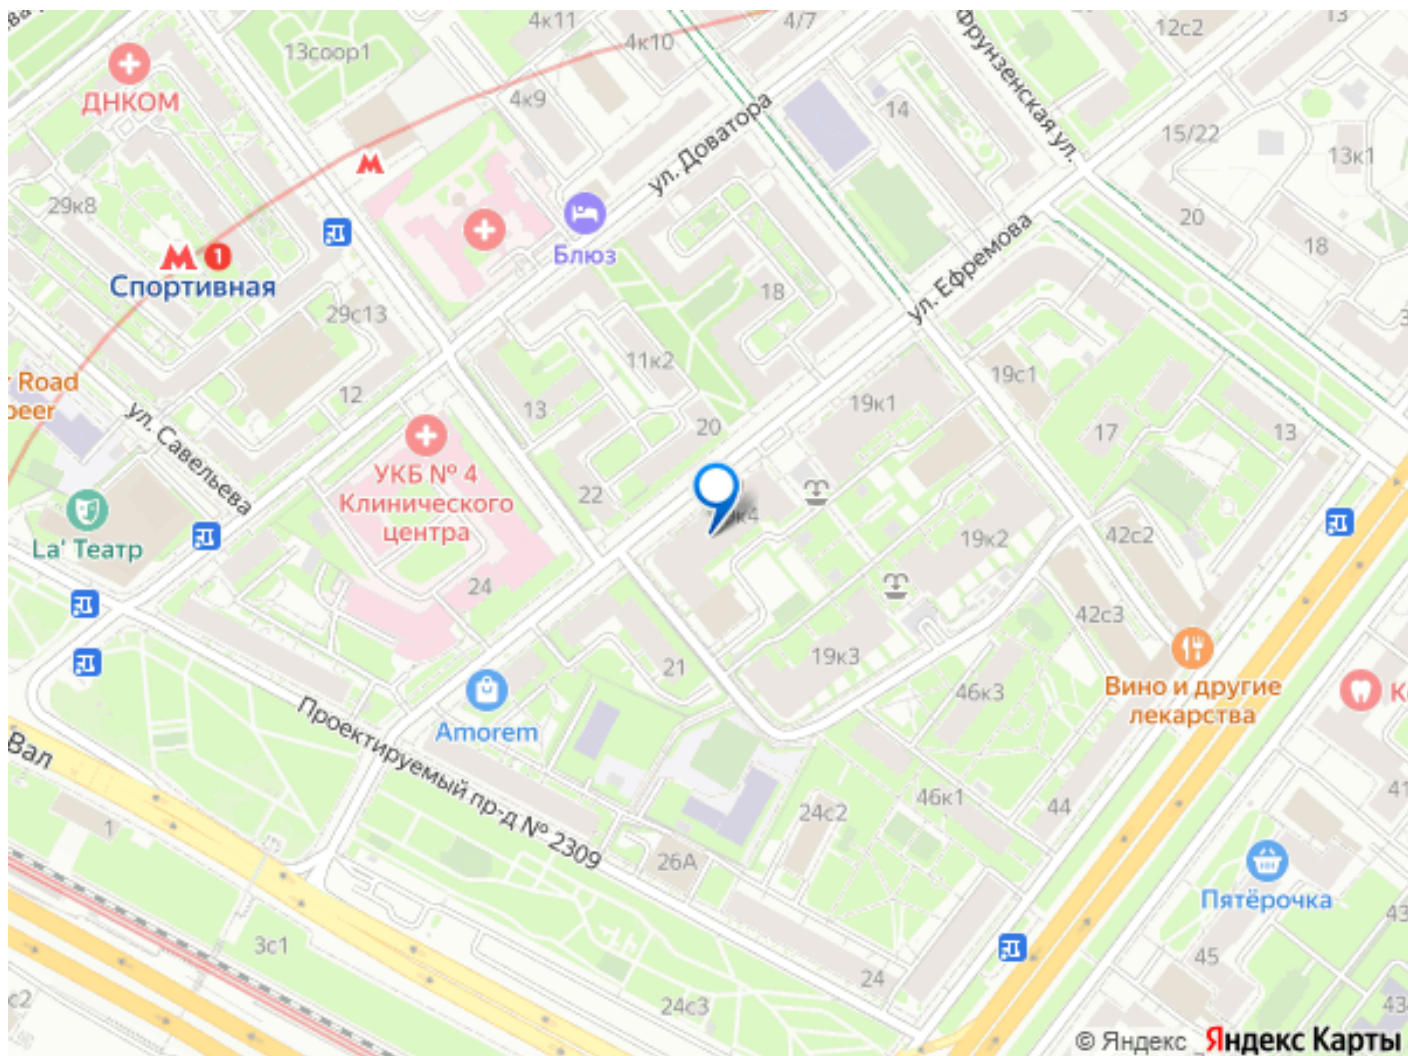 4к11
4/7
12с2
13
13соор1
4к10
Фрунзенская ул.
ДНКОМ
4к9
ул. Доватора
14
15/22
13к1
М
29к8
20
18
ул. Ефремова
М 1
Спортивная
Блюз
18
29с13
11к2
19с1
Road
beer
12
13
19к1
ул. Савельева
20
17
13
УКБ № 4
Клинического
центра
22
La' Театр
19к2
42с2
24
42с3
21
19к3
46к3
Вино и другие
лекарства
Amorem
Проектируемый пр-д № 2309
Вал
1
24с2
46к1
44
26А
Пятёрочка
3с1
45
24
24с3
© Яндекс Яндекс Карты